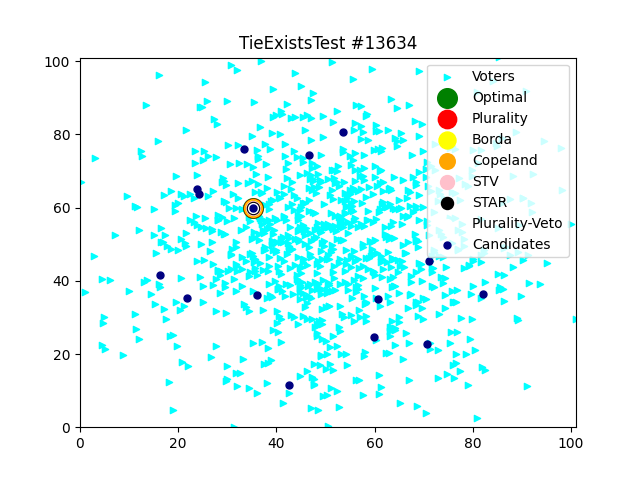 TieExistsTest #13634
100
80
60
40
20
0
0 20 40 60 80 100
Voters
Optimal
Plurality
Borda
Copeland
STV
STAR
Plurality-Veto
Candidates